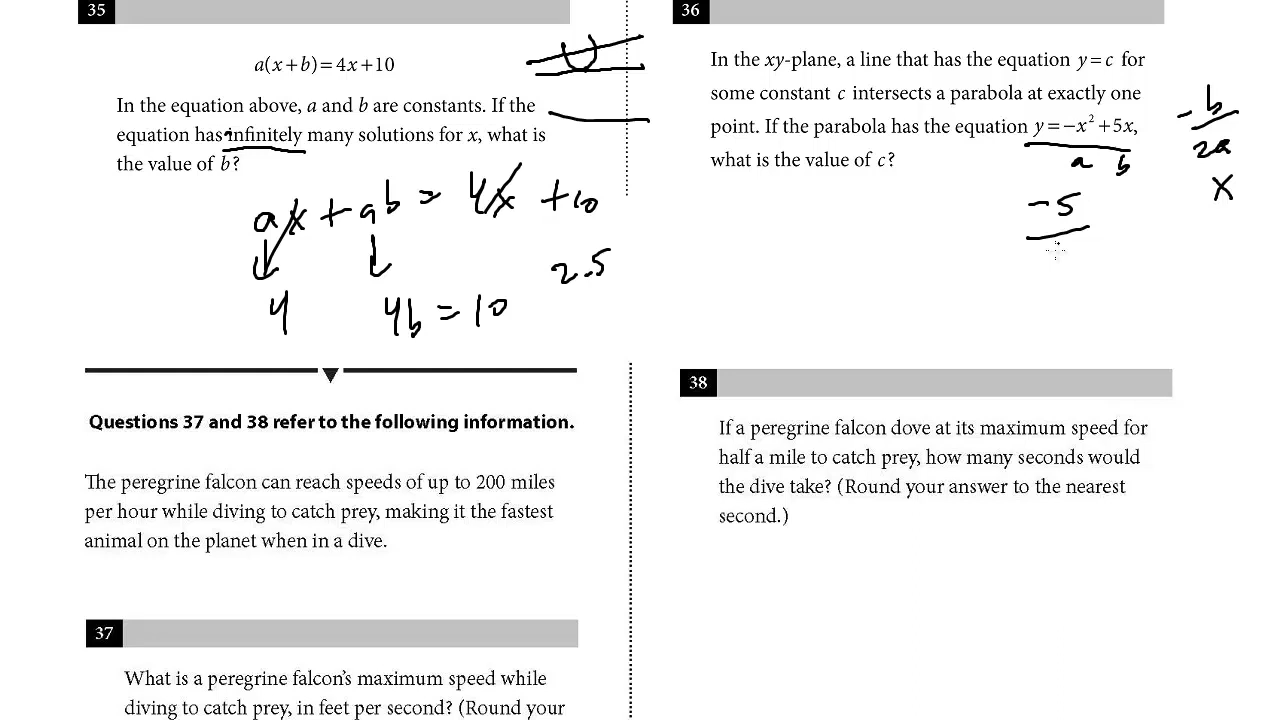 35
a(x+b)=4x+10
In the equation above, a and b are constants. If the
equation has infinitely many solutions for x, what is
the value of b?
ax + ab = 4x + 10
2.5
4 4b = 10
Questions 37 and 38 refer to the following information.
The peregrine falcon can reach speeds of up to 200 miles
per hour while diving to catch prey, making it the fastest
animal on the planet when in a dive.
37
What is a peregrine falcon's maximum speed while
diving to catch prey, in feet per second? (Round your
36
In the xy-plane, a line that has the equation y=c for
some constant c intersects a parabola at exactly one
point. If the parabola has the equation y=−x²+5x,
what is the value of c?
a b
-5
-b
2a
x
38
If a peregrine falcon dove at its maximum speed for
half a mile to catch prey, how many seconds would
the dive take? (Round your answer to the nearest
second.)